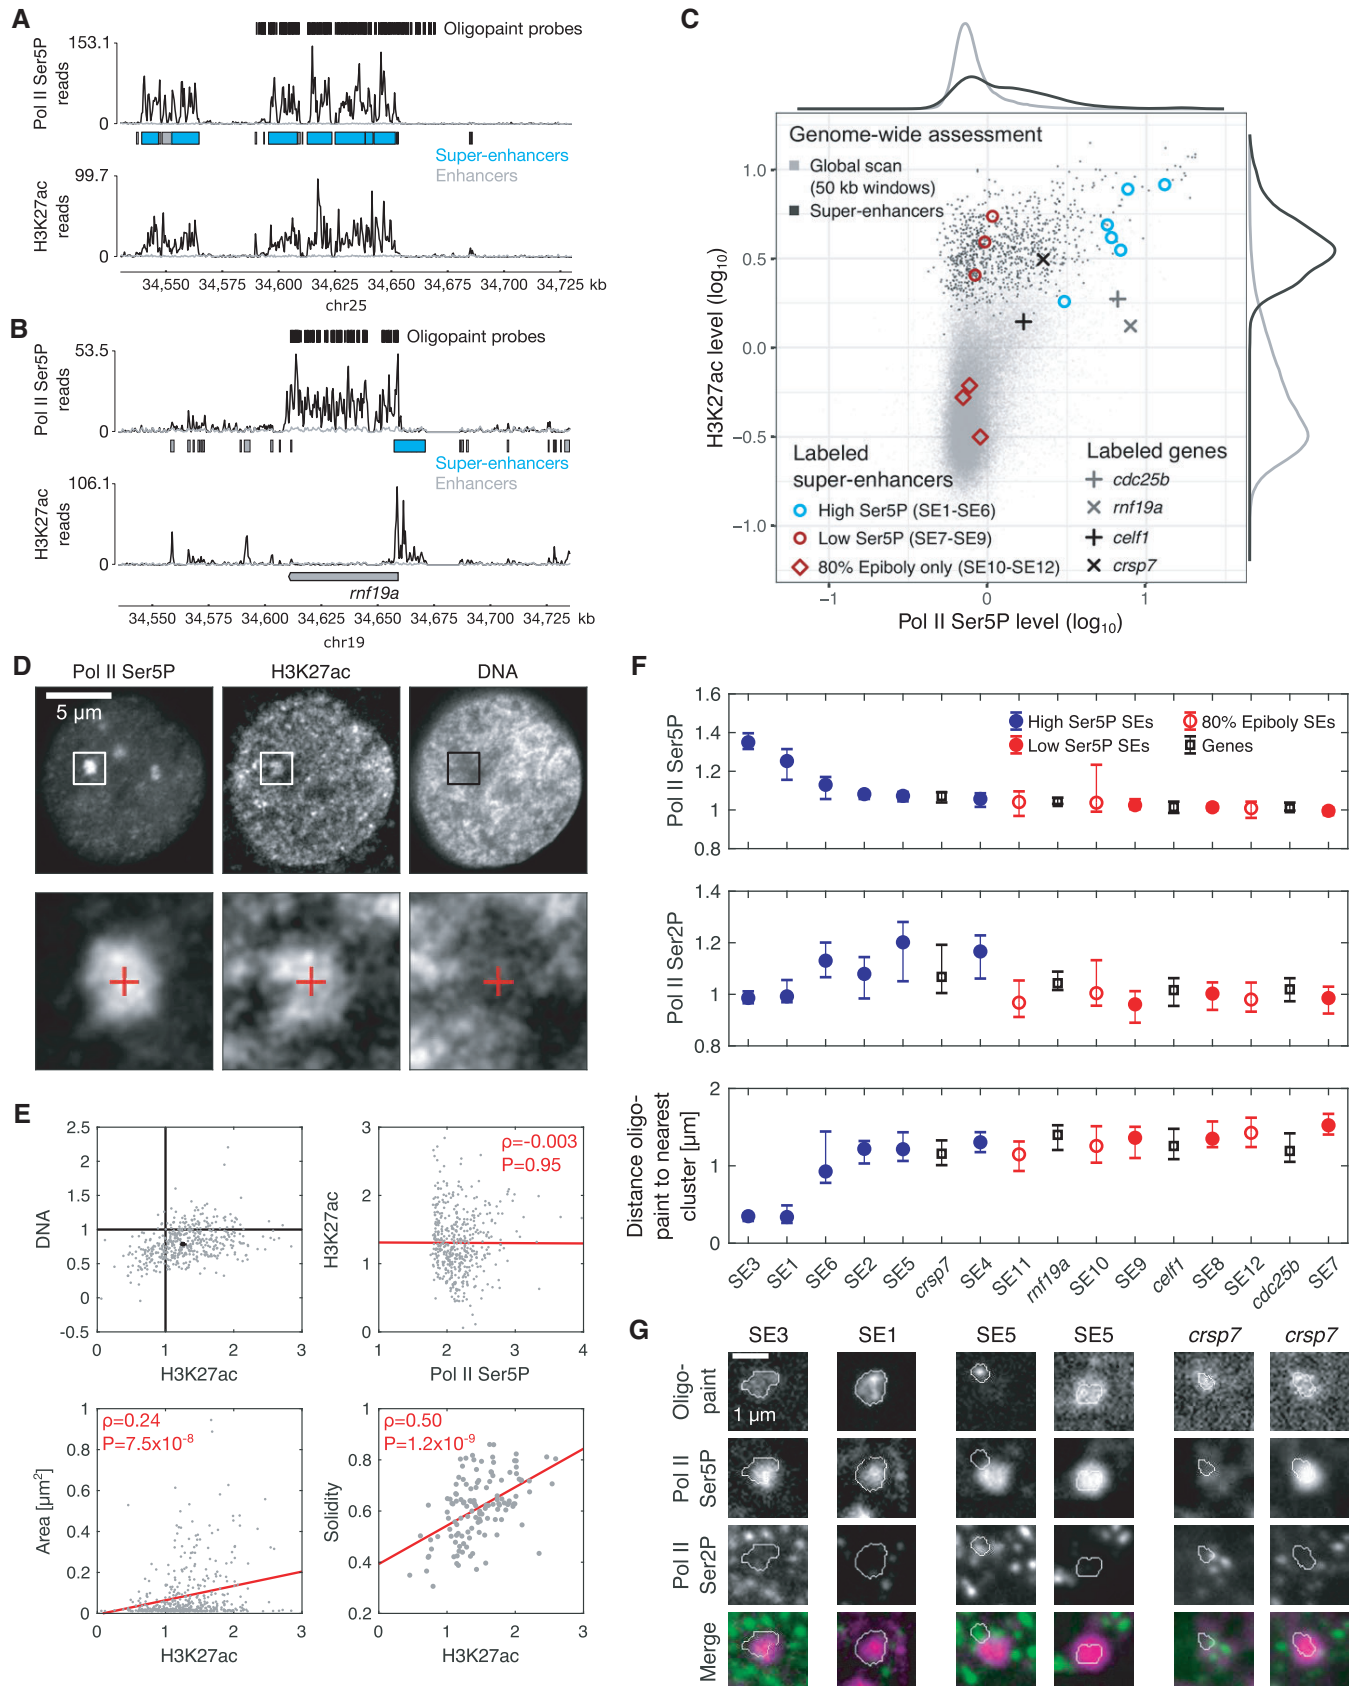 A
Oligopaint probes
153.1
Pol II Ser5P
reads
0
Super-enhancers
Enhancers
99.7
H3K27ac
reads
0
34,550 34,575 34,600 34,625 34,650 34,675 34,700 34,725 kb
chr25
B
Oligopaint probes
53.5
Pol II Ser5P
reads
0
Super-enhancers
Enhancers
106.1
H3K27ac
reads
0
rnf19a
34,550 34,575 34,600 34,625 34,650 34,675 34,700 34,725 kb
chr19
C
Genome-wide assessment
Global scan
(50 kb windows)
Super-enhancers
1.0
0.5
0.0
−0.5
−1.0
H3K27ac level (log10)
Labeled
super-enhancers
High Ser5P (SE1-SE6)
Low Ser5P (SE7-SE9)
80% Epiboly only (SE10-SE12)
Labeled genes
cdc25b
rnf19a
celf1
crsp7
−1 0 1
Pol II Ser5P level (log10)
D
Pol II Ser5P H3K27ac DNA
5 µm
E
2.5
2
1.5
1
0.5
0
-0.5
DNA
0 1 2 3
H3K27ac
ρ=-0.003
P=0.95
3
2
1
0
H3K27ac
1 2 3 4
Pol II Ser5P
ρ=0.24
P=7.5x10-8
1
0.8
0.6
0.4
0.2
0
Area [µm2]
0 1 2 3
H3K27ac
ρ=0.50
P=1.2x10-9
1
0.8
0.6
0.4
0.2
Solidity
0 1 2 3
H3K27ac
F
1.6
1.4
1.2
1
0.8
Pol II Ser5P
High Ser5P SEs
Low Ser5P SEs
80% Epiboly SEs
Genes
1.4
1.2
1
0.8
Pol II Ser2P
2
1
0
Distance oligo-
paint to nearest
cluster [µm]
SE3 SE1 SE6 SE2 SE5 crsp7 SE4 SE11 rnf19a SE10 SE9 celf1 SE8 SE12 cdc25b SE7
G
SE3 SE1 SE5 SE5 crsp7 crsp7
Oligo-
paint
1 µm
Pol II
Ser5P
Pol II
Ser2P
Merge